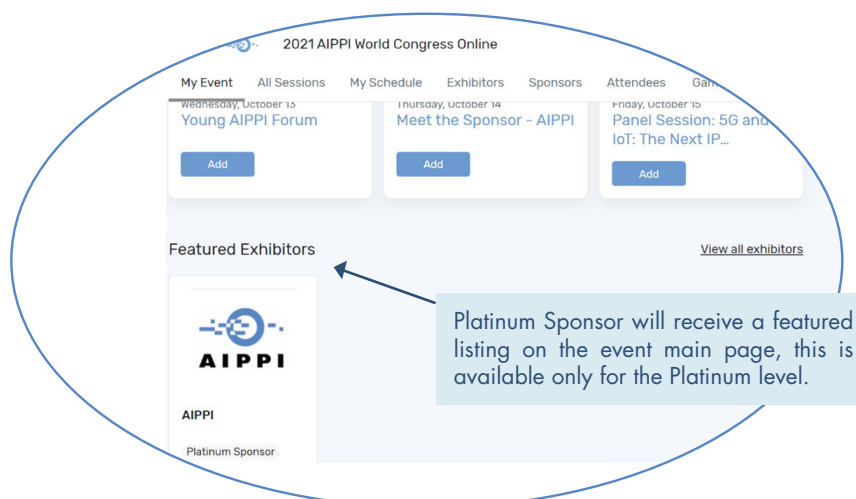 2021 AIPPI World Congress Online
My Event All Sessions My Schedule Exhibitors Sponsors Attendees
Wednesday, October 13 Thursday, October 14 Friday, October 15
Young AIPPI Forum Meet the Sponsor - AIPPI Panel Session: 5G and
IoT: The Next IP...
Add Add Add
Featured Exhibitors View all exhibitors
AIPPI
AIPPI
Platinum Sponsor
Platinum Sponsor will receive a featured
listing on the event main page, this is
available only for the Platinum level.